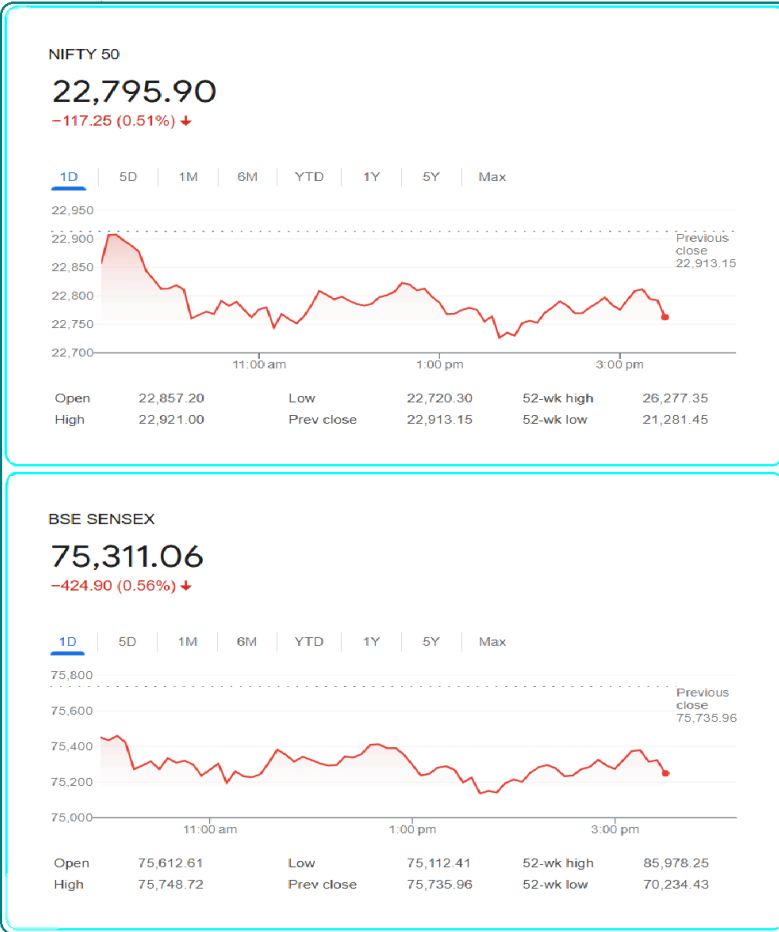 NIFTY 50
22,795.90
−117.25 (0.51%) ↓
1D 5D 1M 6M YTD 1Y 5Y Max
22,950
22,900
22,850
22,800
22,750
22,700
Previous
close
22,913.15
11:00 am 1:00 pm 3:00 pm
Open 22,857.20 Low 22,720.30 52-wk high 26,277.35
High 22,921.00 Prev close 22,913.15 52-wk low 21,281.45
BSE SENSEX
75,311.06
−424.90 (0.56%) ↓
1D 5D 1M 6M YTD 1Y 5Y Max
75,800
75,600
75,400
75,200
75,000
Previous
close
75,735.96
11:00 am 1:00 pm 3:00 pm
Open 75,612.61 Low 75,112.41 52-wk high 85,978.25
High 75,748.72 Prev close 75,735.96 52-wk low 70,234.43